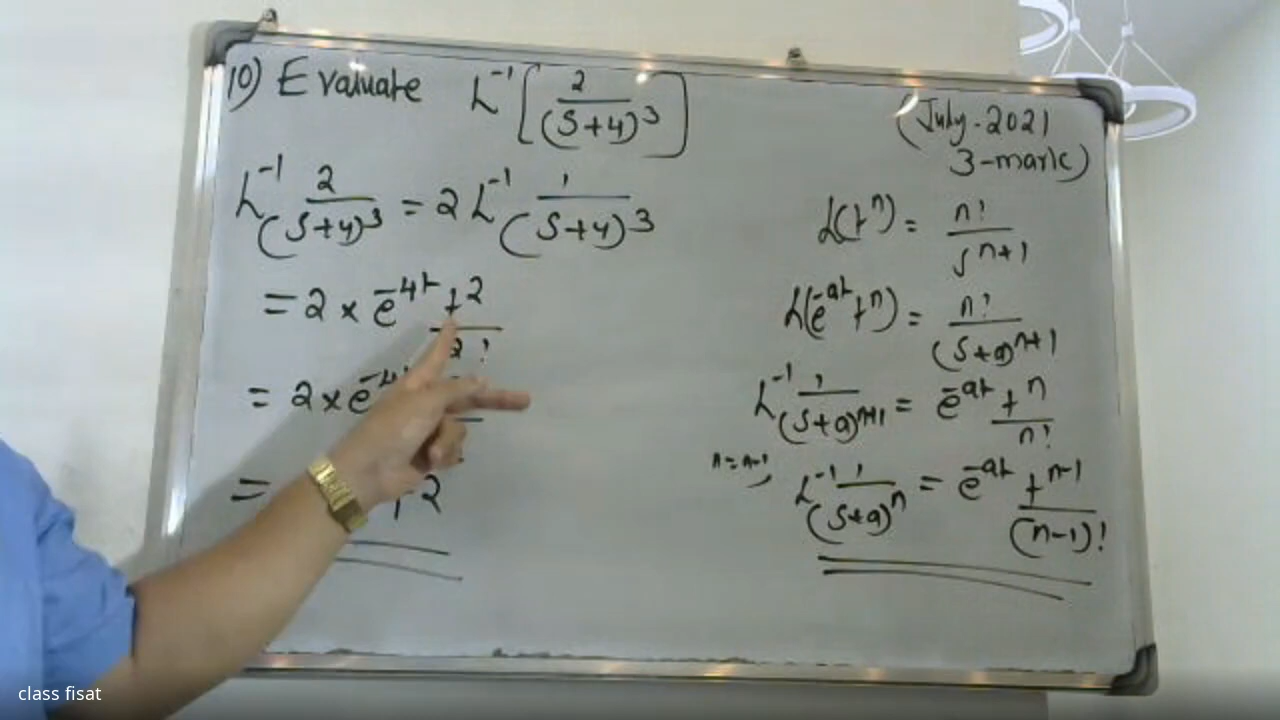 10) Evaluate L⁻¹[2/(S+4)³]
(July-2021
3-mark)
L⁻¹ 2/(S+4)³ = 2 L⁻¹ 1/(S+4)³
= 2 × e⁻⁴ᵗ t²/2!
= 2 × e⁻⁴ᵗ
= t²
L(tⁿ) = n!/sⁿ⁺¹
L(e⁻ᵃᵗ tⁿ) = n!/(S+a)ⁿ⁺¹
L⁻¹ 1/(S+a)ⁿ⁺¹ = e⁻ᵃᵗ tⁿ/n!
n=n-1, L⁻¹ 1/(S+a)ⁿ = e⁻ᵃᵗ tⁿ⁻¹/(n-1)!
class fisat